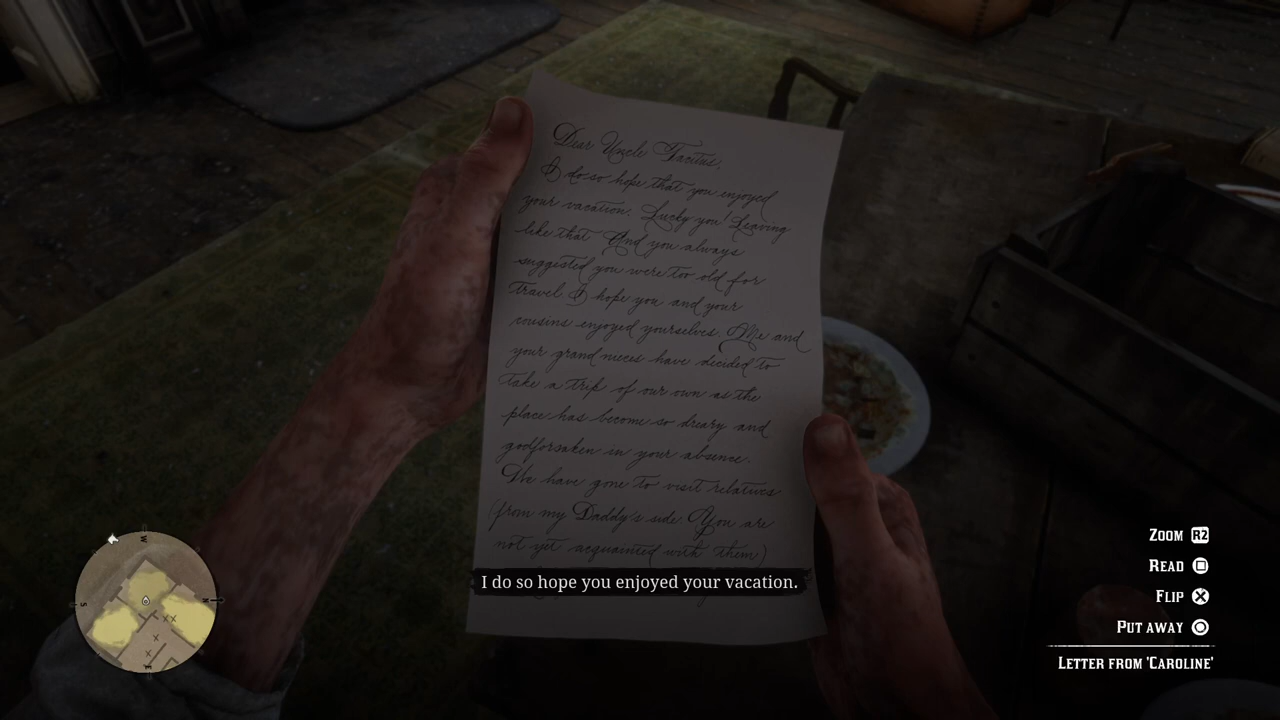 Dear Uncle Tacitus,
I do so hope that you enjoyed
your vacation. Lucky you! Leaving
like that. And you always
suggested you were too old for
travel. I hope you and your
cousins enjoyed yourselves. Me and
your grand nieces have decided to
take a trip of our own as the
place has become so dreary and
godforsaken in your absence.
We have gone to visit relatives
(from my Daddy's side. You are
not yet acquainted with them)
I do so hope you enjoyed your vacation.
ZOOM R2
READ
FLIP
PUT AWAY
LETTER FROM 'CAROLINE'
W
S
N
E